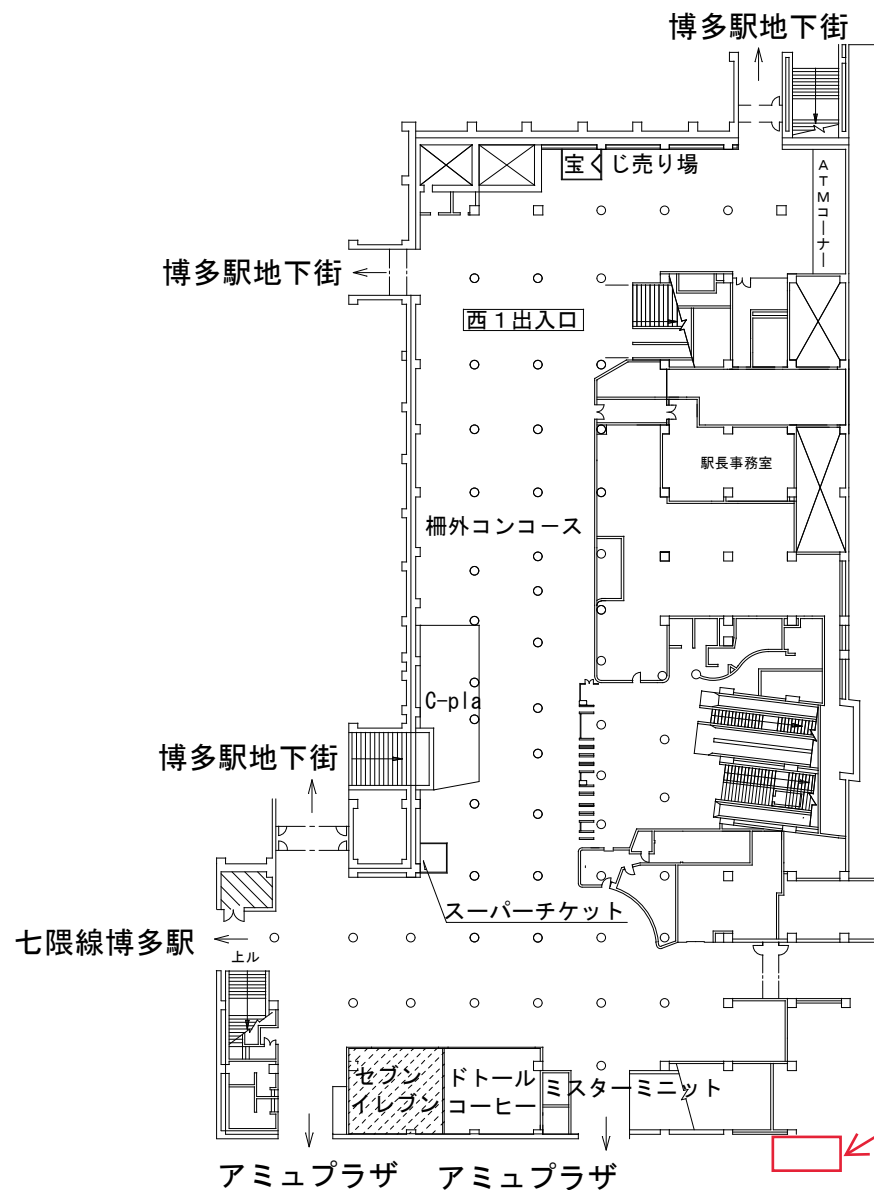 博多駅地下街
宝くじ売り場
ATMコーナー
博多駅地下街
西1出入口
駅長事務室
柵外コンコース
C-pla
博多駅地下街
スーパーチケット
七隈線博多駅
上ル
セブン
イレブン
ドトール
コーヒー
ミスターミニット
アミュプラザ
アミュプラザ